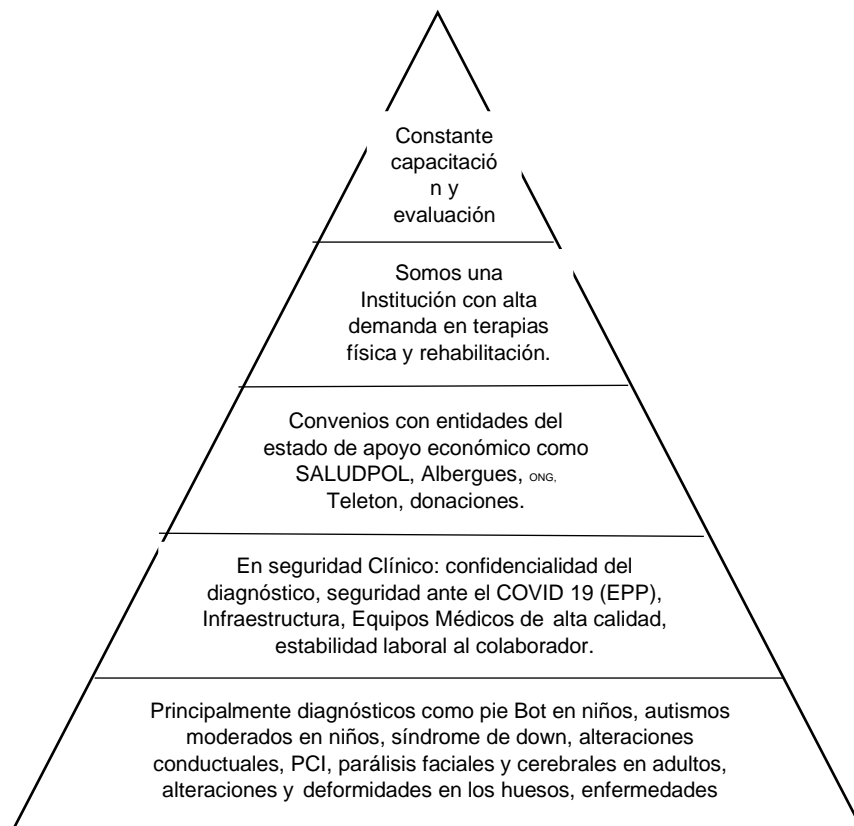 Constante
capacitació
n y
evaluación
Somos una
Institución con alta
demanda en terapias
física y rehabilitación.
Convenios con entidades del
estado de apoyo económico como
SALUDPOL, Albergues, ONG,
Teleton, donaciones.
En seguridad Clínico: confidencialidad del
diagnóstico, seguridad ante el COVID 19 (EPP),
Infraestructura, Equipos Médicos de alta calidad,
estabilidad laboral al colaborador.
Principalmente diagnósticos como pie Bot en niños, autismos
moderados en niños, síndrome de down, alteraciones
conductuales, PCI, parálisis faciales y cerebrales en adultos,
alteraciones y deformidades en los huesos, enfermedades